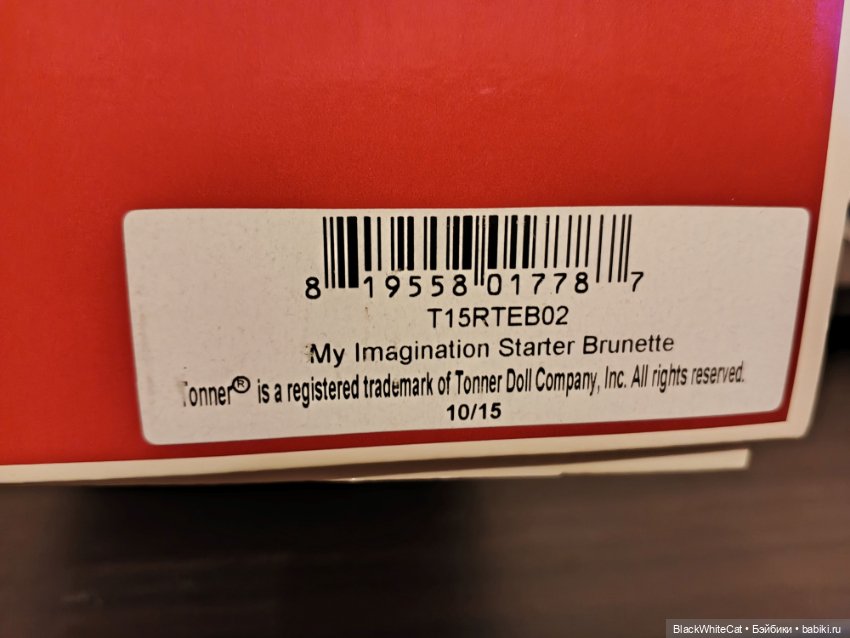 8 19558 01778 7
T15RTEB02
My Imagination Starter Brunette
Tonner® is a registered trademark of Tonner Doll Company, Inc. All rights reserved.
10/15
BlackWhiteCat • Бэйбики • babiki.ru